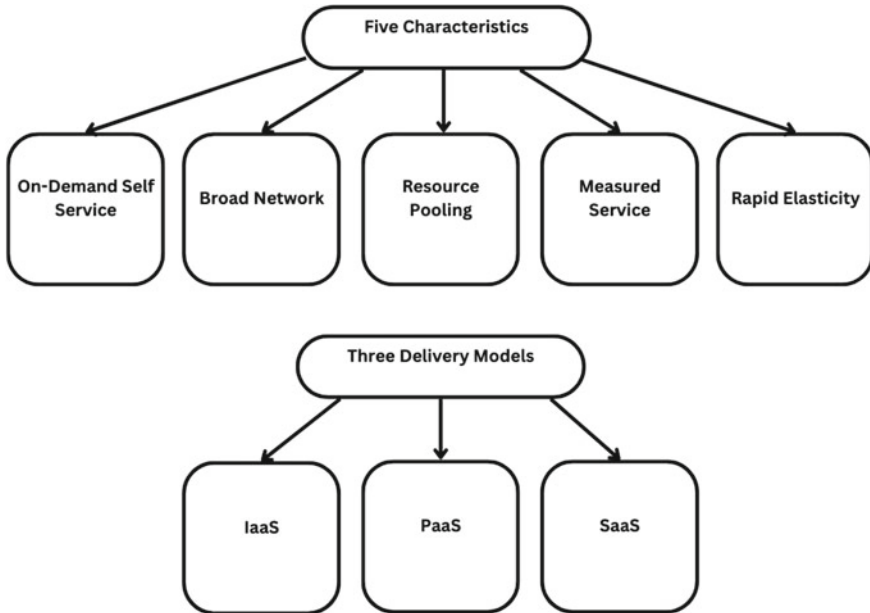 Five Characteristics
On-Demand Self
Service
Broad Network
Resource
Pooling
Measured
Service
Rapid Elasticity
Three Delivery Models
IaaS
PaaS
SaaS